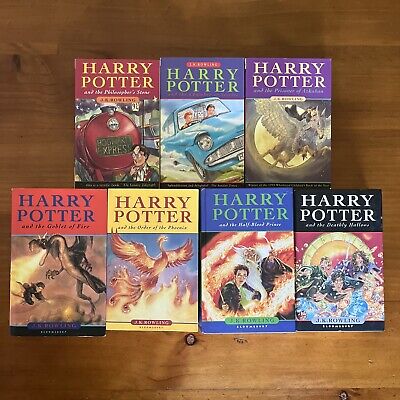 HARRY
POTTER
and the Philosopher's Stone
J.K.ROWLING
HOGWARTS
EXPRESS
J.K. ROWLING
HARRY
POTTER
HARRY
POTTER
and the Prisoner of Azkaban
J.K.ROWLING
HARRY
POTTER
and the Goblet of Fire
J.K.ROWLING
BLOOMSBURY
HARRY
POTTER
and the Order of the Phoenix
J.K.ROWLING
BLOOMSBURY
HARRY
POTTER
and the Half-Blood Prince
J.K.ROWLING
BLOOMSBURY
HARRY
POTTER
and the Deathly Hallows
J.K.ROWLING
BLOOMSBURY